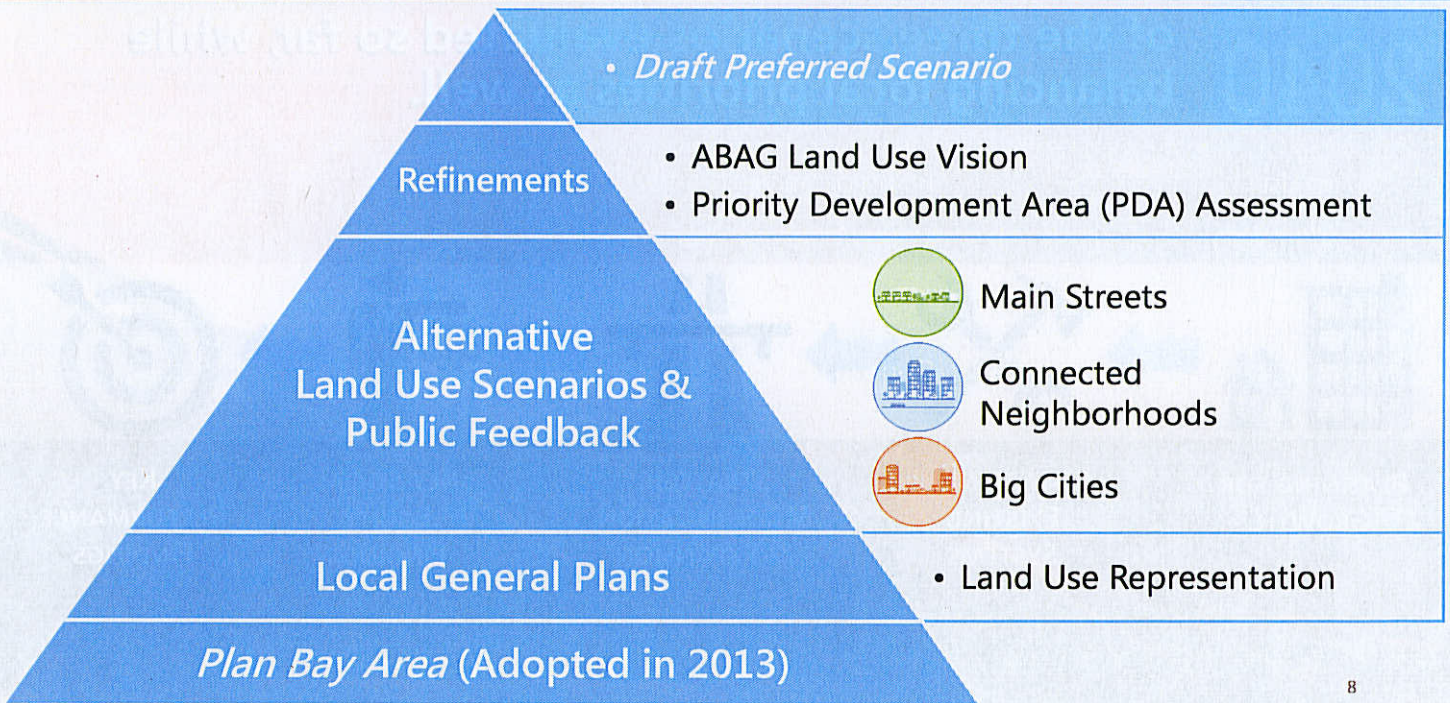 • Draft Preferred Scenario
Refinements
• ABAG Land Use Vision
• Priority Development Area (PDA) Assessment
Alternative
Land Use Scenarios &
Public Feedback
Main Streets
Connected
Neighborhoods
Big Cities
Local General Plans
• Land Use Representation
Plan Bay Area (Adopted in 2013)
8